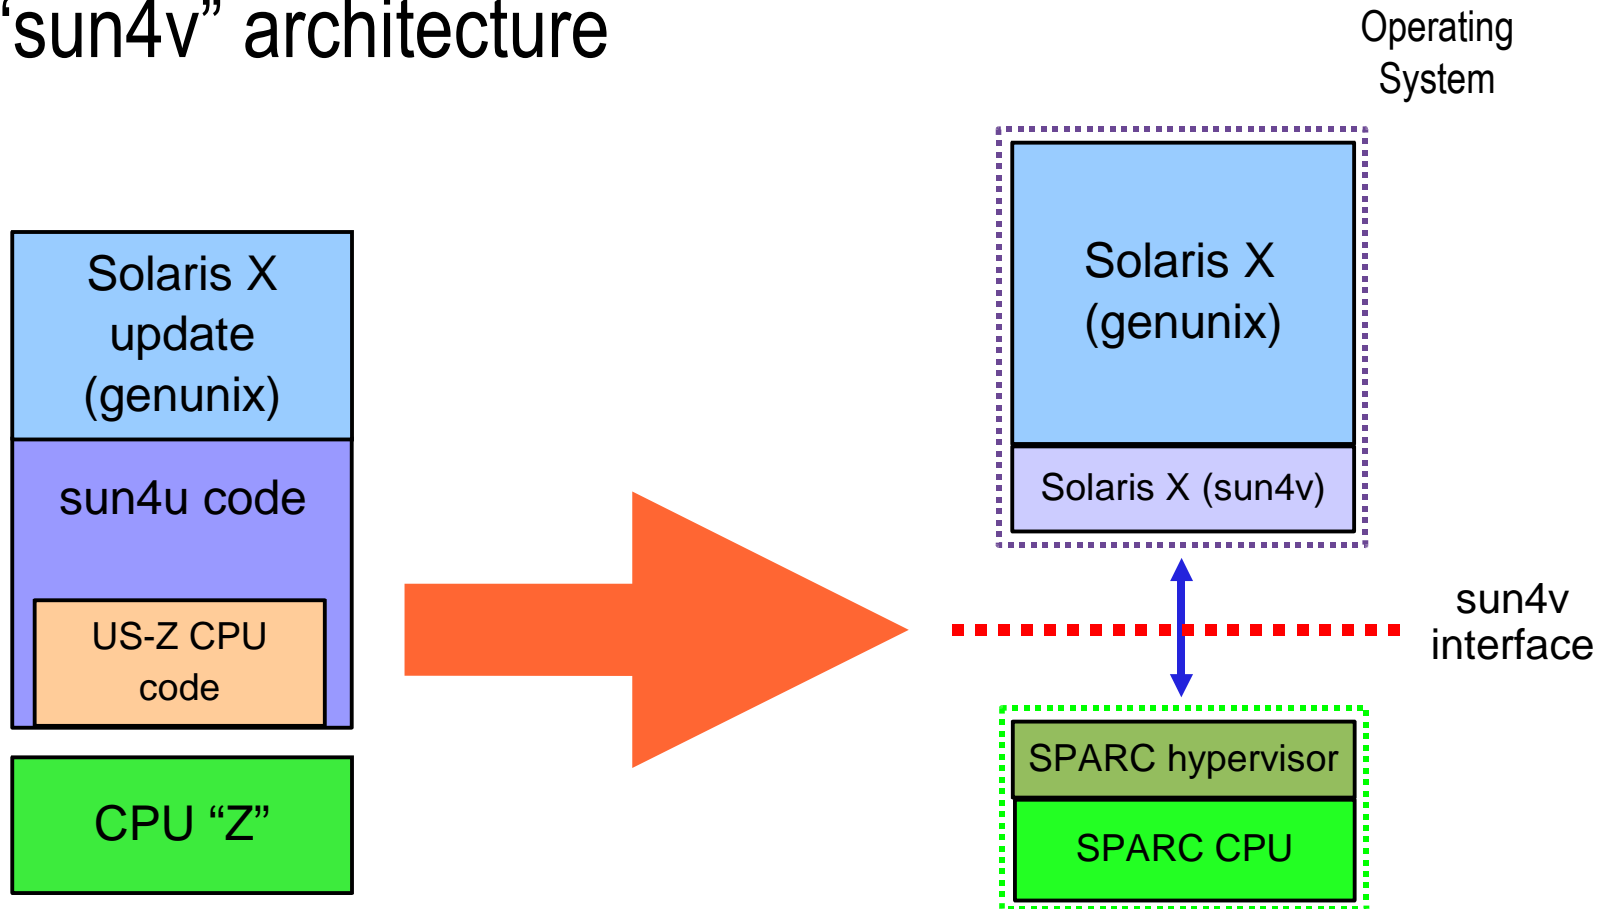 “sun4v” architecture
Operating
System
Solaris X
update
(genunix)
sun4u code
US-Z CPU
code
CPU “Z”
Solaris X
(genunix)
Solaris X (sun4v)
sun4v
interface
SPARC hypervisor
SPARC CPU